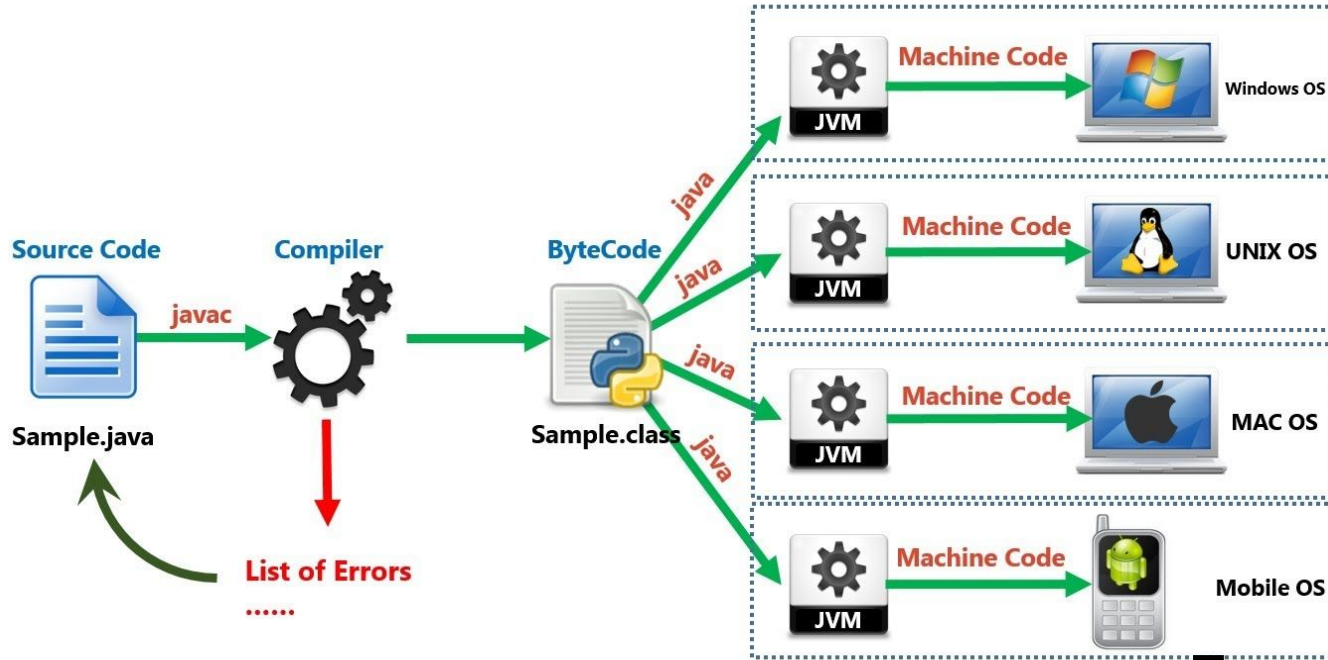 Source Code
javac
Sample.java
Compiler
List of Errors
......
ByteCode
Sample.class
java
java
java
java
JVM
Machine Code
Windows OS
JVM
Machine Code
UNIX OS
JVM
Machine Code
MAC OS
JVM
Machine Code
Mobile OS